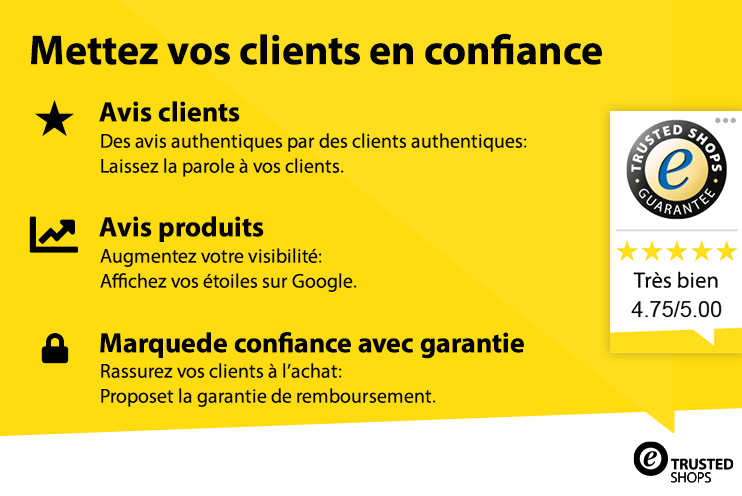 Mettez vos clients en confiance
Avis clients
Des avis authentiques par des clients authentiques:
Laissez la parole à vos clients.
Avis produits
Augmentez votre visibilité:
Affichez vos étoiles sur Google.
Marquede confiance avec garantie
Rassurez vos clients à l’achat:
Proposet la garantie de remboursement.
TRUSTED SHOPS
e
GUARANTEE
Très bien
4.75/5.00
e
TRUSTED
SHOPS